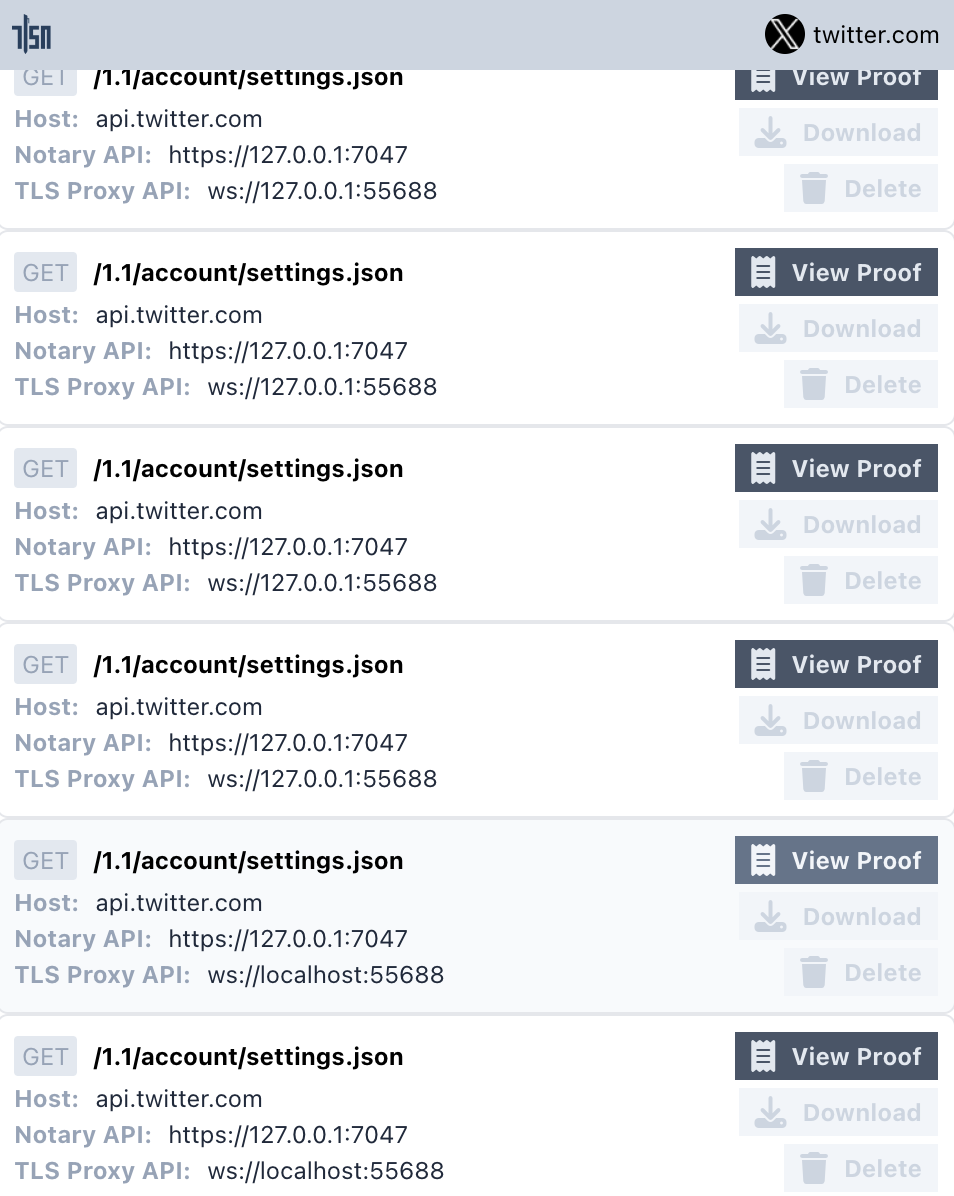 TLSN
twitter.com
GET /1.1/account/settings.json View Proof
Host: api.twitter.com
Download
Notary API: https://127.0.0.1:7047
TLS Proxy API: ws://127.0.0.1:55688
Delete
GET /1.1/account/settings.json View Proof
Host: api.twitter.com
Download
Notary API: https://127.0.0.1:7047
TLS Proxy API: ws://127.0.0.1:55688
Delete
GET /1.1/account/settings.json View Proof
Host: api.twitter.com
Download
Notary API: https://127.0.0.1:7047
TLS Proxy API: ws://127.0.0.1:55688
Delete
GET /1.1/account/settings.json View Proof
Host: api.twitter.com
Download
Notary API: https://127.0.0.1:7047
TLS Proxy API: ws://127.0.0.1:55688
Delete
GET /1.1/account/settings.json View Proof
Host: api.twitter.com
Download
Notary API: https://127.0.0.1:7047
TLS Proxy API: ws://localhost:55688
Delete
GET /1.1/account/settings.json View Proof
Host: api.twitter.com
Download
Notary API: https://127.0.0.1:7047
TLS Proxy API: ws://localhost:55688
Delete